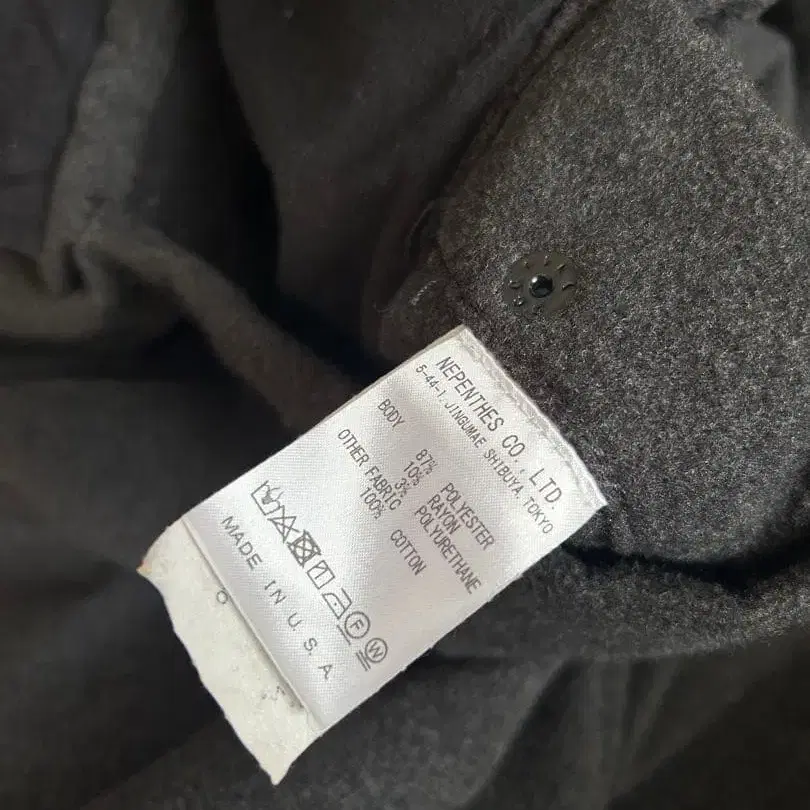 NEPENTHES CO., LTD.
5-44-1, JINGUMAE SHIBUYA, TOKYO
BODY
87% POLYESTER
10% RAYON
3% POLYURETHANE
OTHER FABRIC
100% COTTON
F W
MADE IN U.S.A
O